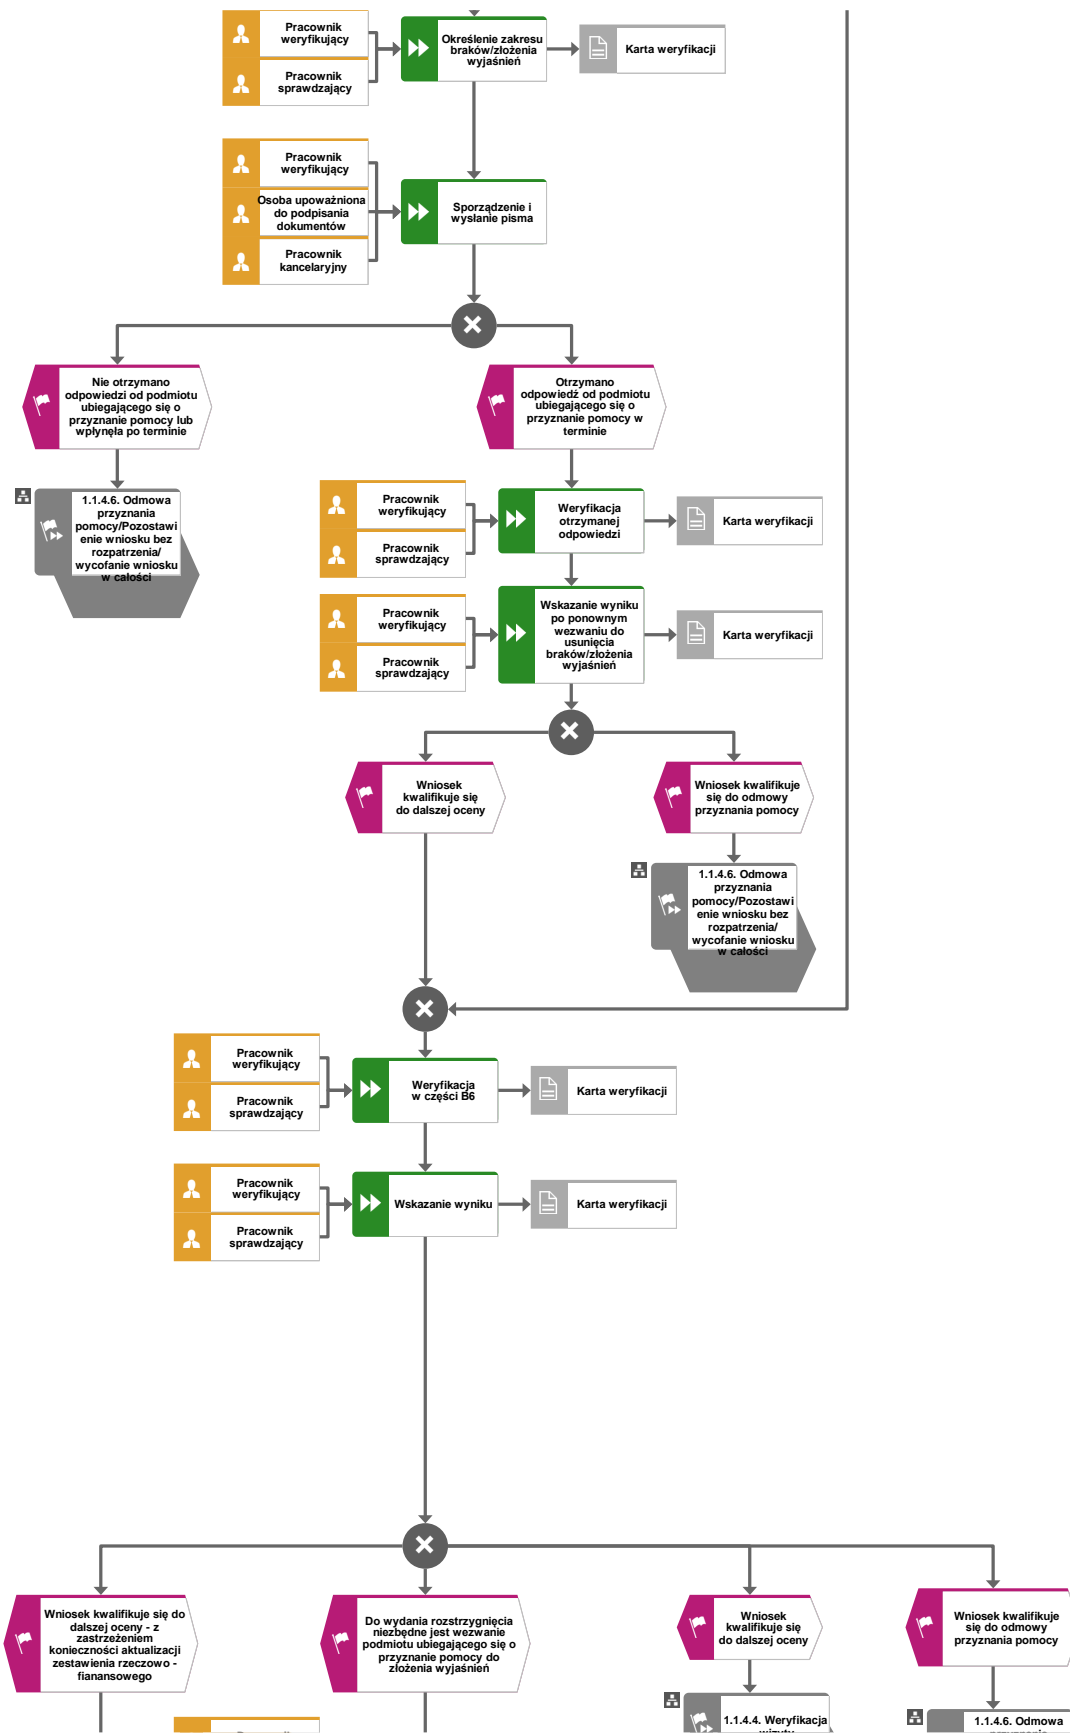 Pracownik
weryfikujący
Określenie zakresu
braków/złożenia
wyjaśnień
Karta weryfikacji
Pracownik
sprawdzający
Pracownik
weryfikujący
Osoba upoważniona
do podpisania
dokumentów
Sporządzenie i
wysłanie pisma
Pracownik
kancelaryjny
Nie otrzymano
odpowiedzi od podmiotu
ubiegającego się o
przyznanie pomocy lub
wpłynęła po terminie
Otrzymano
odpowiedź od podmiotu
ubiegającego się o
przyznanie pomocy w
terminie
1.1.4.6. Odmowa
przyznania
pomocy/Pozostawi
enie wniosku bez
rozpatrzenia/
wycofanie wniosku
w całości
Pracownik
weryfikujący
Weryfikacja
otrzymanej
odpowiedzi
Karta weryfikacji
Pracownik
sprawdzający
Pracownik
weryfikujący
Wskazanie wyniku
po ponownym
wezwaniu do
usunięcia
braków/złożenia
wyjaśnień
Karta weryfikacji
Pracownik
sprawdzający
Wniosek
kwalifikuje się
do dalszej oceny
Wniosek kwalifikuje
się do odmowy
przyznania pomocy
1.1.4.6. Odmowa
przyznania
pomocy/Pozostawi
enie wniosku bez
rozpatrzenia/
wycofanie wniosku
w całości
Pracownik
weryfikujący
Weryfikacja
w części B6
Karta weryfikacji
Pracownik
sprawdzający
Pracownik
weryfikujący
Wskazanie wyniku
Karta weryfikacji
Pracownik
sprawdzający
Wniosek kwalifikuje się do
dalszej oceny - z
zastrzeżeniem
konieczności aktualizacji
zestawienia rzeczowo -
fianansowego
Do wydania rozstrzygnięcia
niezbędne jest wezwanie
podmiotu ubiegającego się o
przyznanie pomocy do
złożenia wyjaśnień
Wniosek
kwalifikuje się
do dalszej oceny
Wniosek kwalifikuje
się do odmowy
przyznania pomocy
1.1.4.4. Weryfikacja
wizyty
1.1.4.6. Odmowa
przyznania